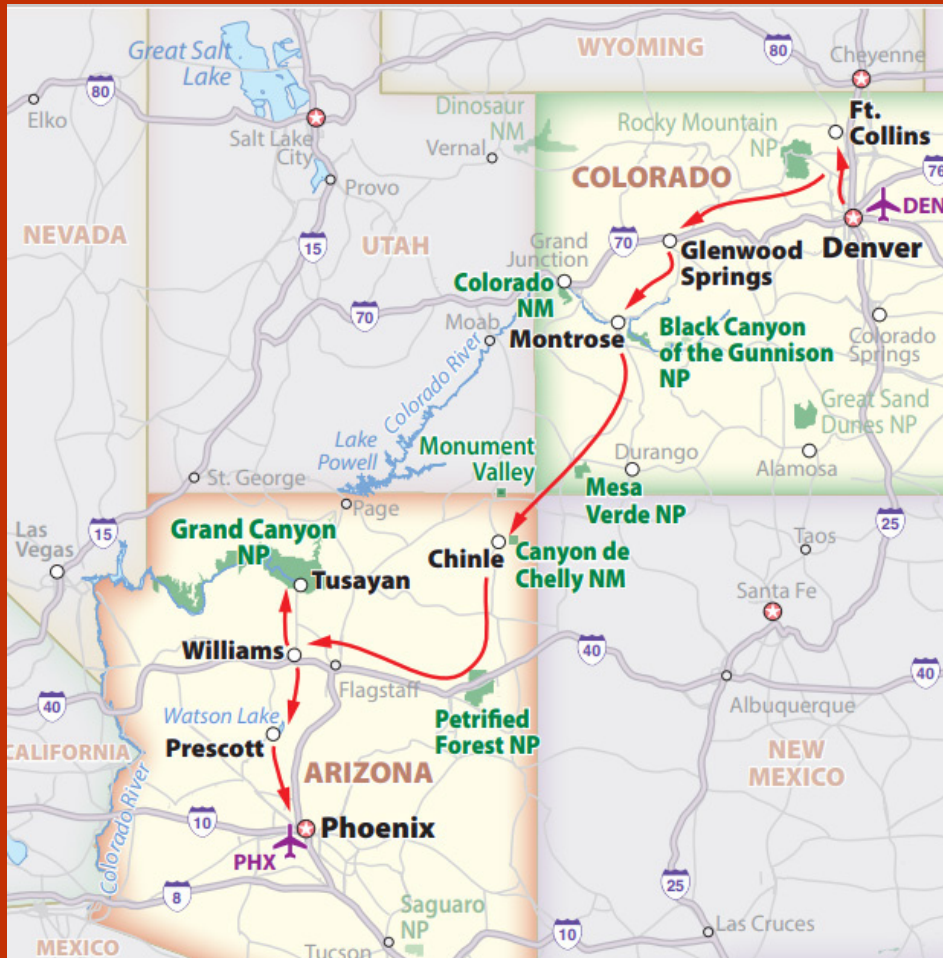 Great Salt
Lake
WYOMING
80
Cheyenne
80
Elko
Salt Lake
City
Dinosaur
NM
Vernal
Rocky Mountain
NP
Ft.
Collins
76
Provo
COLORADO
DEN
NEVADA
UTAH
15
Grand
Junction
70
Glenwood
Springs
Denver
Colorado
NM
70
Moab
Montrose
Black Canyon
of the Gunnison
NP
Colorado
Springs
Colorado River
Great Sand
Dunes NP
Lake
Powell
Monument
Valley
Durango
Alamosa
St. George
Page
Mesa
Verde NP
25
Las
Vegas
15
Grand Canyon
NP
Tusayan
Chinle
Canyon de
Chelly NM
Taos
Santa Fe
Williams
40
Flagstaff
40
40
Albuquerque
Watson Lake
Prescott
Petrified
Forest NP
CALIFORNIA
ARIZONA
NEW
MEXICO
Colorado River
10
Phoenix
PHX
8
25
Saguaro
NP
Las Cruces
10
MEXICO
Tucson